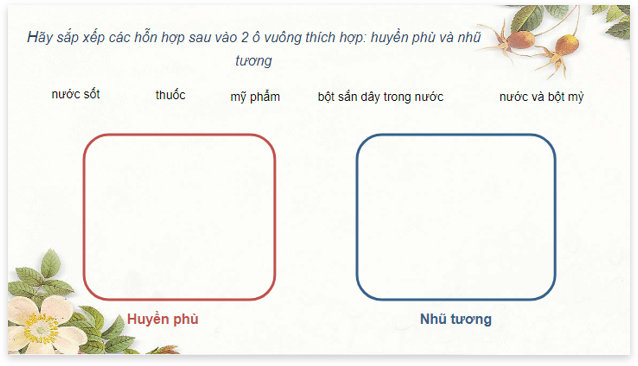 Hãy sắp xếp các hỗn hợp sau vào 2 ô vuông thích hợp: huyền phù và nhũ
tương
nước sốt thuốc mỹ phẩm bột sắn dây trong nước nước và bột mỳ
Huyền phù Nhũ tương